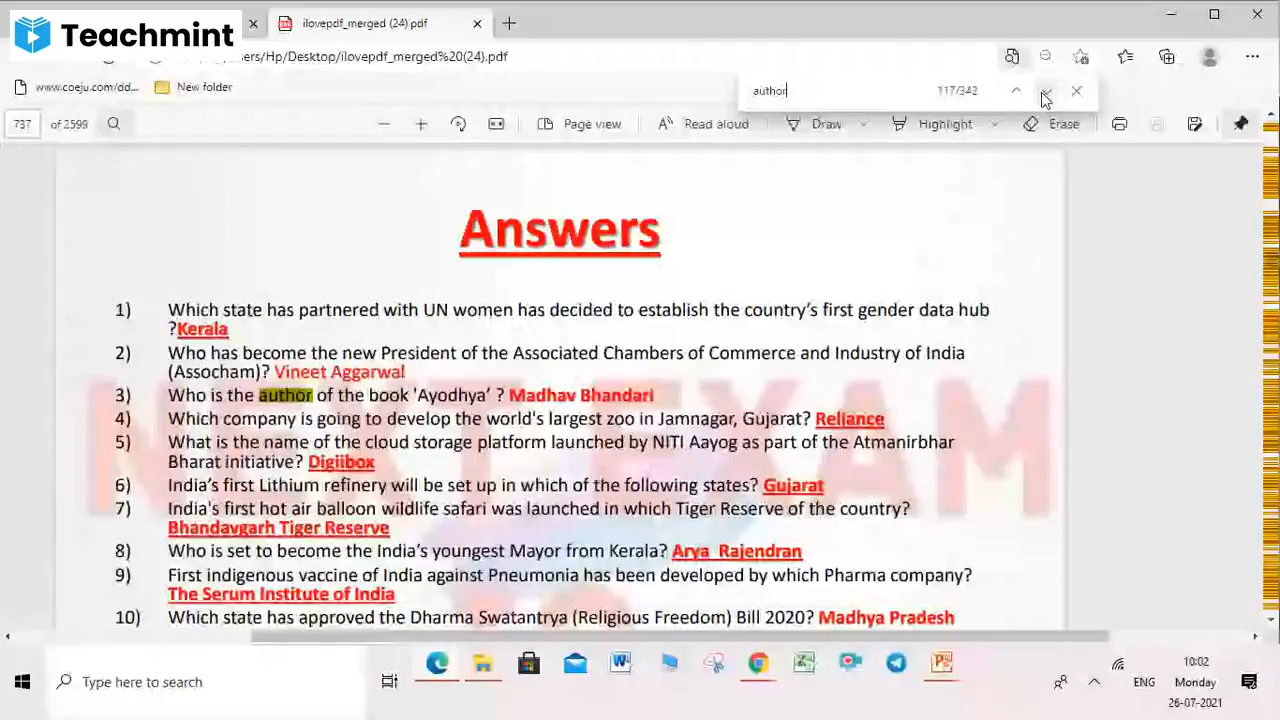 Teachmint
ilovepdf_merged (24).pdf
ers/Hp/Desktop/ilovepdf_merged%20(24).pdf
www.coeju.com/dd...
New folder
author
117/342
737 of 2599
Page view
Read aloud
Draw
Highlight
Erase
Answers
1) Which state has partnered with UN women has decided to establish the country's first gender data hub
?Kerala
2) Who has become the new President of the Associated Chambers of Commerce and Industry of India
(Assocham)? Vineet Aggarwal
3) Who is the author of the book 'Ayodhya' ? Madhav Bhandari
4) Which company is going to develop the world's largest zoo in Jamnagar, Gujarat? Reliance
5) What is the name of the cloud storage platform launched by NITI Aayog as part of the Atmanirbhar
Bharat initiative? Digiibox
6) India's first Lithium refinery will be set up in which of the following states? Gujarat
7) India's first hot air balloon wildlife safari was launched in which Tiger Reserve of the country?
Bhandavgarh Tiger Reserve
8) Who is set to become the India's youngest Mayor from Kerala? Arya Rajendran
9) First indigenous vaccine of India against Pneumonia has been developed by which Pharma company?
The Serum Institute of India
10) Which state has approved the Dharma Swatantrya (Religious Freedom) Bill 2020? Madhya Pradesh
Type here to search
ENG
10:02
Monday
26-07-2021